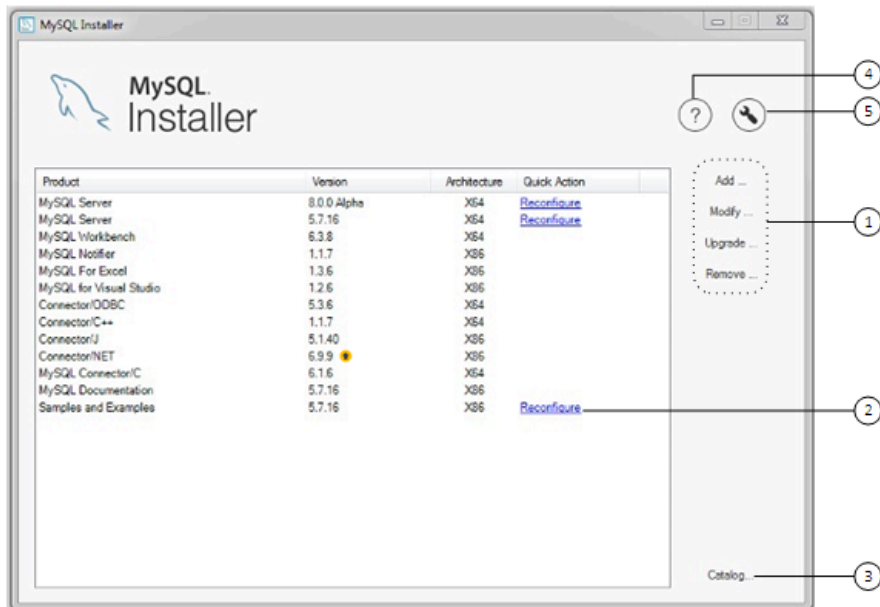 MySQL Installer
MySQL.
Installer
?
4
5
Product Version Architecture Quick Action
MySQL Server 8.0.0 Alpha X64 Reconfigure
MySQL Server 5.7.16 X64 Reconfigure
MySQL Workbench 6.3.8 X64
MySQL Notifier 1.1.7 X86
MySQL For Excel 1.3.6 X86
MySQL for Visual Studio 1.2.6 X86
Connector/ODBC 5.3.6 X64
Connector/C++ 1.1.7 X64
Connector/J 5.1.40 X86
Connector/NET 6.9.9 X86
MySQL Connector/C 6.1.6 X64
MySQL Documentation 5.7.16 X86
Samples and Examples 5.7.16 X86 Reconfigure
Add ...
Modify ...
Upgrade ...
Remove ...
1
2
Catalog...
3